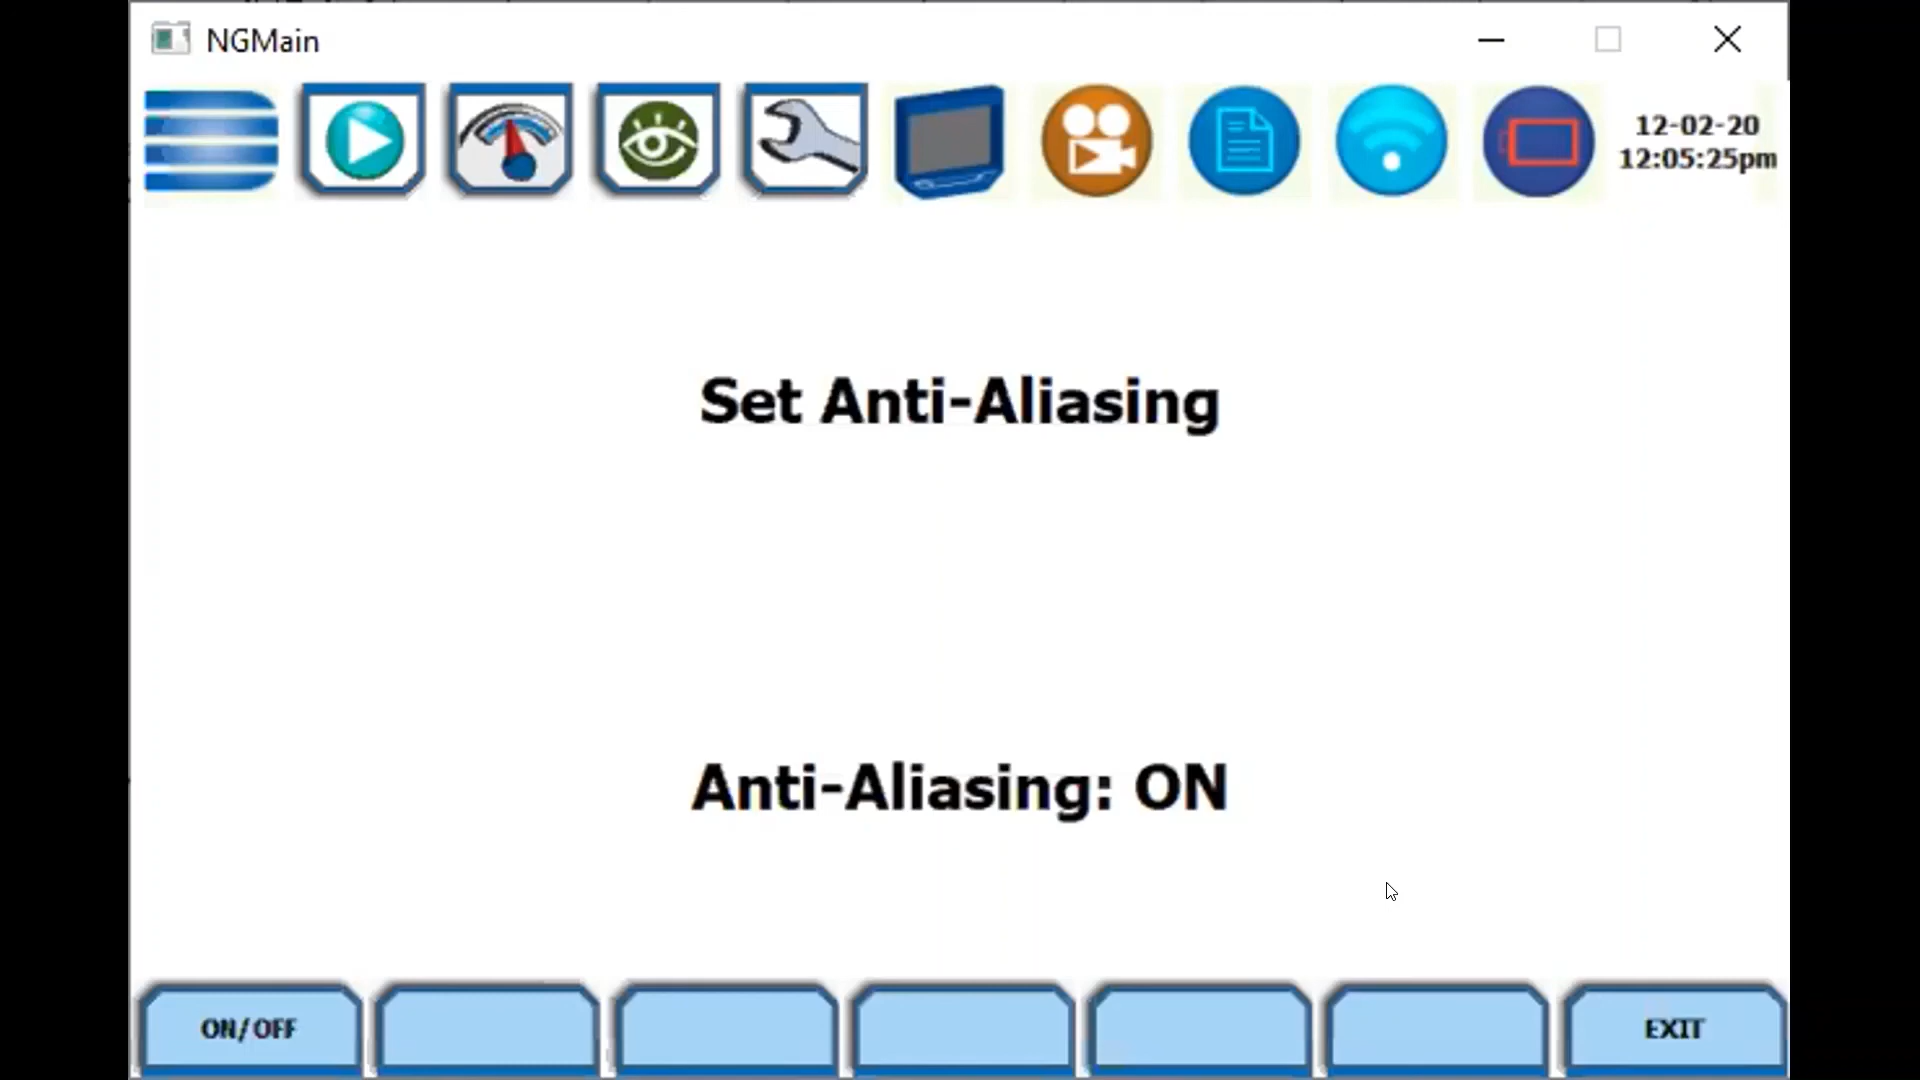 NGMain
12-02-20
12:05:25pm
Set Anti-Aliasing
Anti-Aliasing: ON
ON/OFF
EXIT